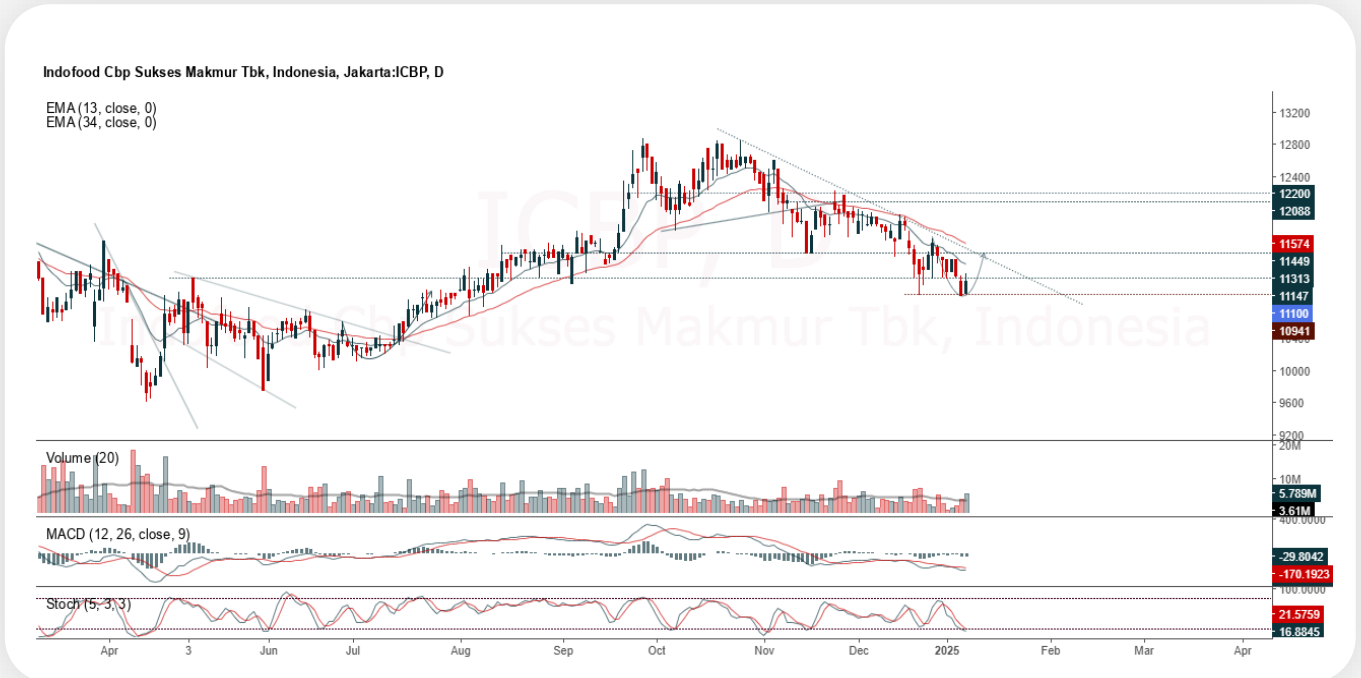 Indofood Cbp Sukses Makmur Tbk, Indonesia, Jakarta:ICBP, D
EMA (13, close, 0)
EMA (34, close, 0)
ICBP, D
Indofood Cbp Sukses Makmur Tbk, Indonesia
13200
12800
12400
12200
12088
11574
11449
11313
11147
11100
10941
10400
10000
9600
9200
Volume (20)
20M
10M
5.789M
3.61M
MACD (12, 26, close, 9)
400.0000
-29.8042
-170.1923
Stoch (5, 3, 3)
100.0000
21.5759
16.8845
Apr 3 Jun Jul Aug Sep Oct Nov Dec 2025 Feb Mar Apr